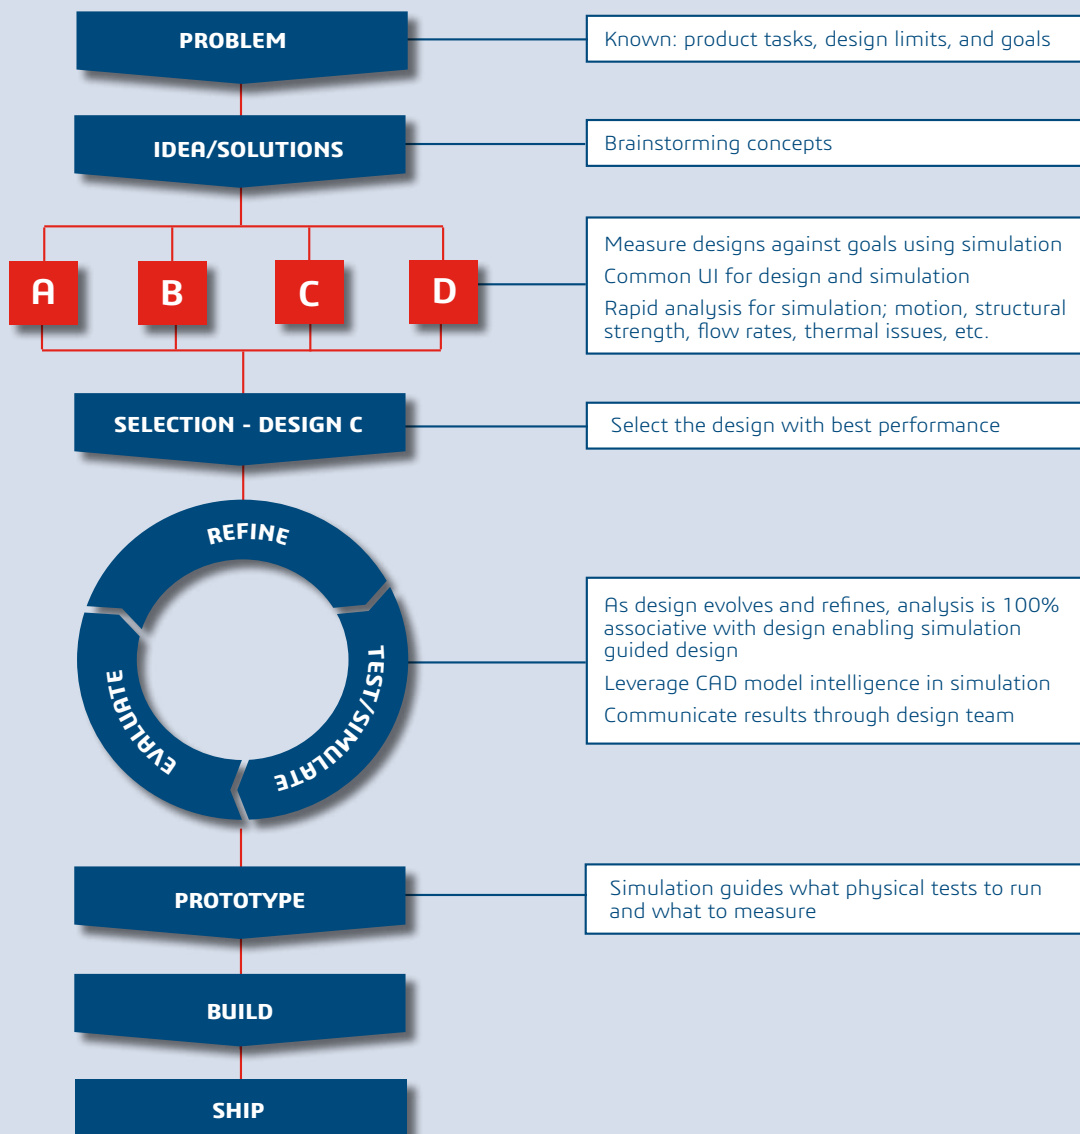 PROBLEM
Known: product tasks, design limits, and goals
IDEA/SOLUTIONS
Brainstorming concepts
A
B
C
D
Measure designs against goals using simulation
Common UI for design and simulation
Rapid analysis for simulation; motion, structural
strength, flow rates, thermal issues, etc.
SELECTION - DESIGN C
Select the design with best performance
REFINE
TEST/SIMULATE
EVALUATE
As design evolves and refines, analysis is 100%
associative with design enabling simulation
guided design
Leverage CAD model intelligence in simulation
Communicate results through design team
PROTOTYPE
Simulation guides what physical tests to run
and what to measure
BUILD
SHIP